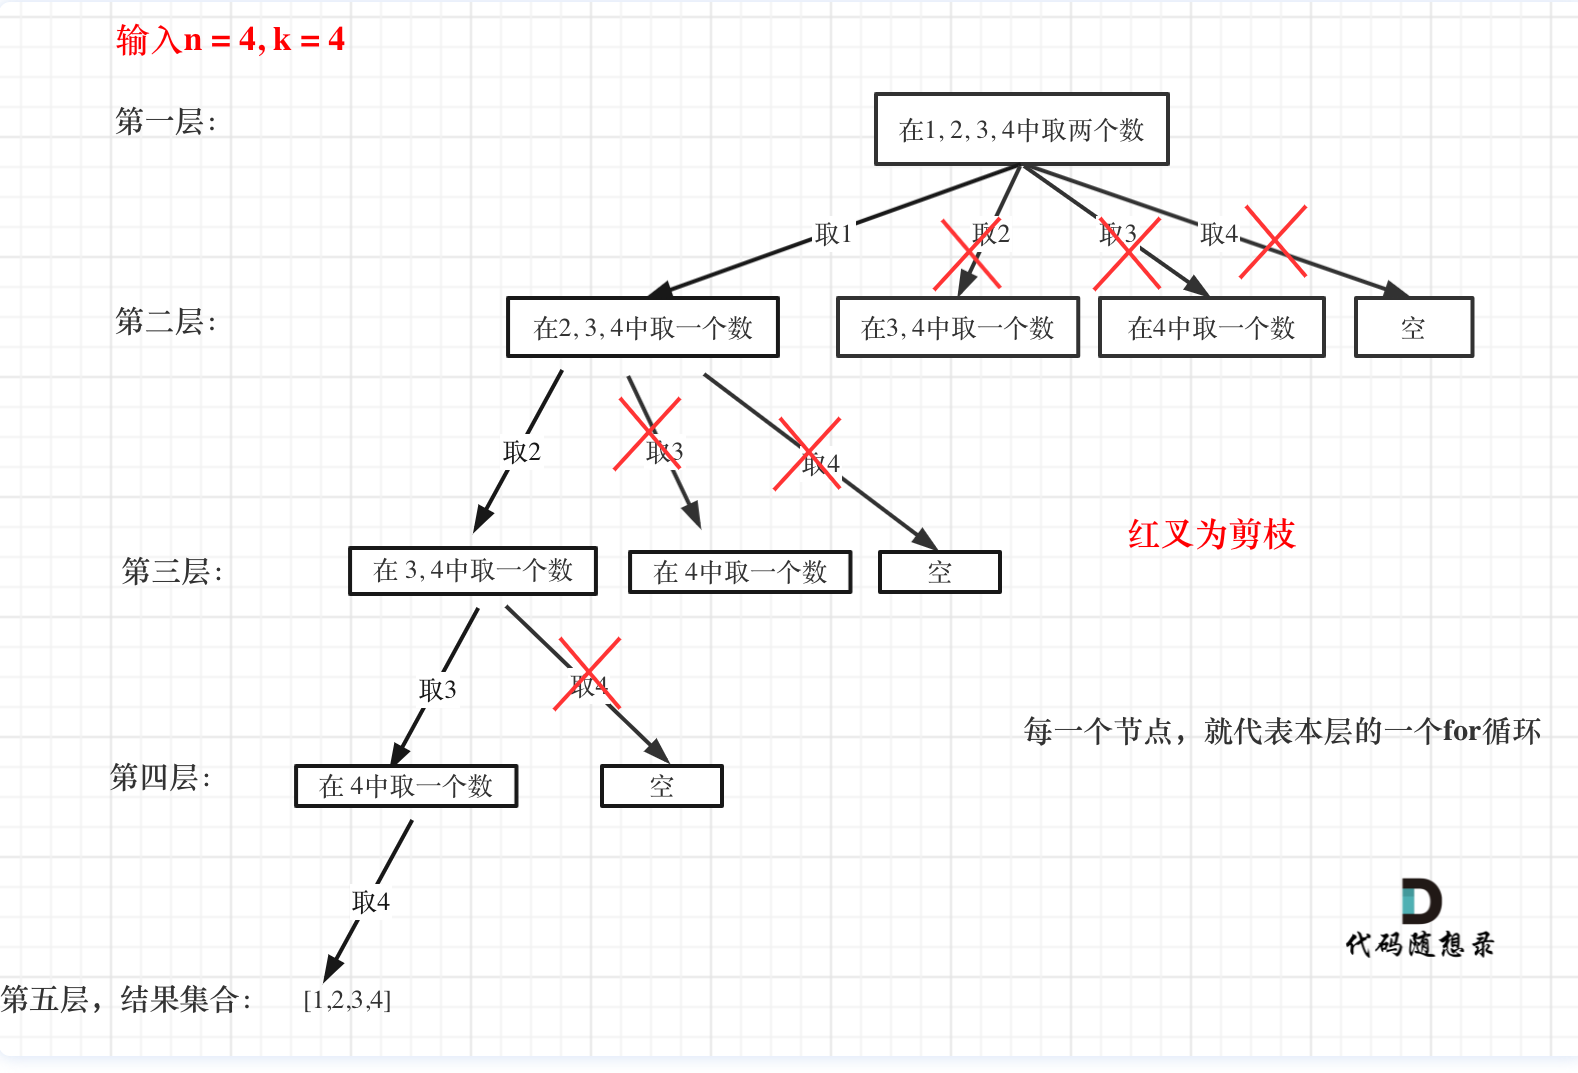 输入n = 4, k = 4
第一层：
在1, 2, 3, 4中取两个数
取1
取2
取3
取4
第二层：
在2, 3, 4中取一个数
在3, 4中取一个数
在4中取一个数
空
取2
取3
取4
红叉为剪枝
第三层：
在 3, 4中取一个数
在 4中取一个数
空
取3
取4
每一个节点，就代表本层的一个for循环
第四层：
在 4中取一个数
空
取4
代码随想录
第五层，结果集合：
[1,2,3,4]